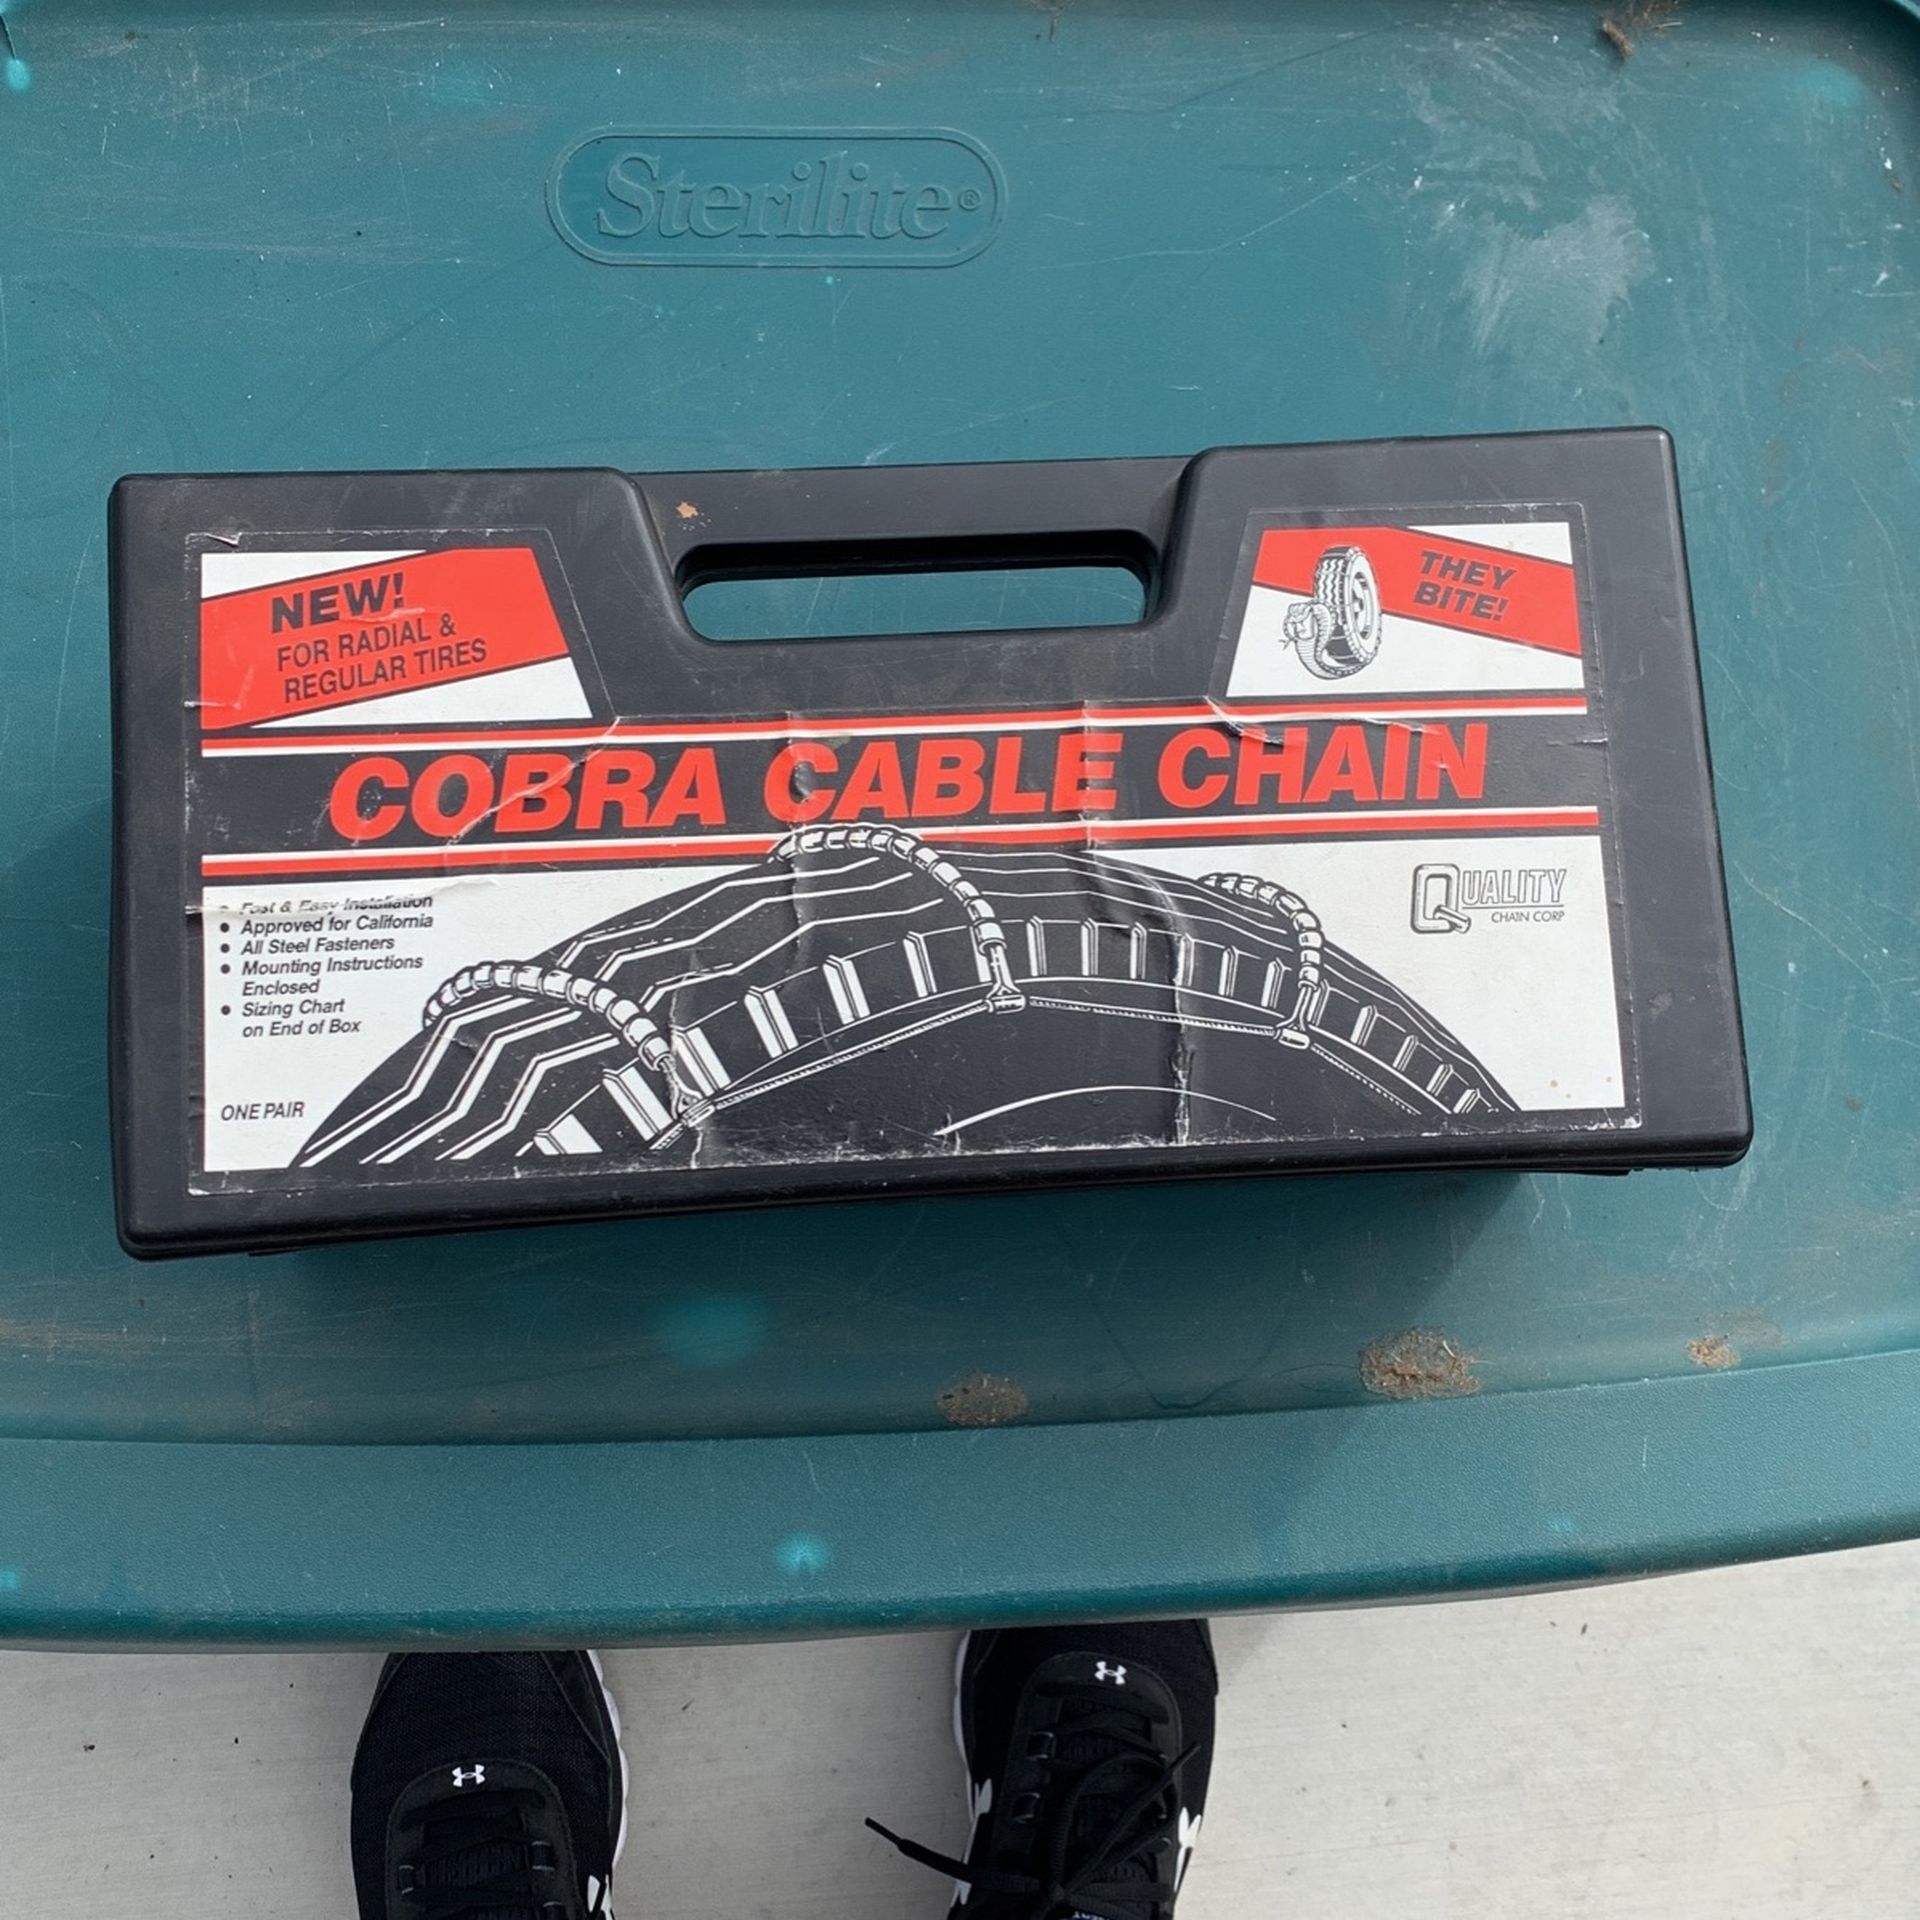 Sterilite®
NEW!
FOR RADIAL &
REGULAR TIRES
THEY
BITE!
COBRA CABLE CHAIN
• Fast & Easy Installation
• Approved for California
• All Steel Fasteners
• Mounting Instructions
Enclosed
• Sizing Chart
on End of Box
ONE PAIR
QUALITY
CHAIN CORP